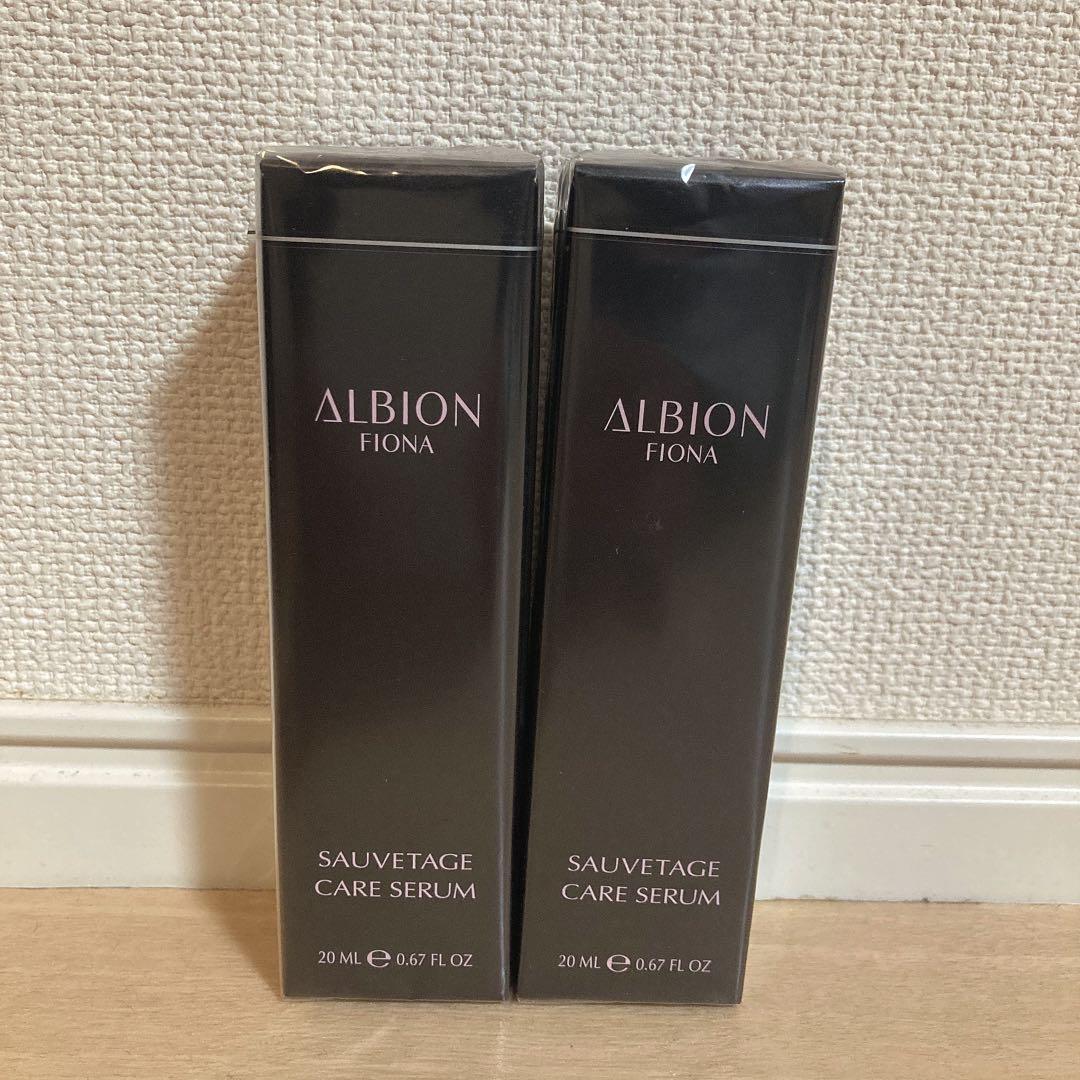 ALBION
FIONA
SAUVETAGE
CARE SERUM
20 ML e 0.67 FL OZ
ALBION
FIONA
SAUVETAGE
CARE SERUM
20 ML e 0.67 FL OZ